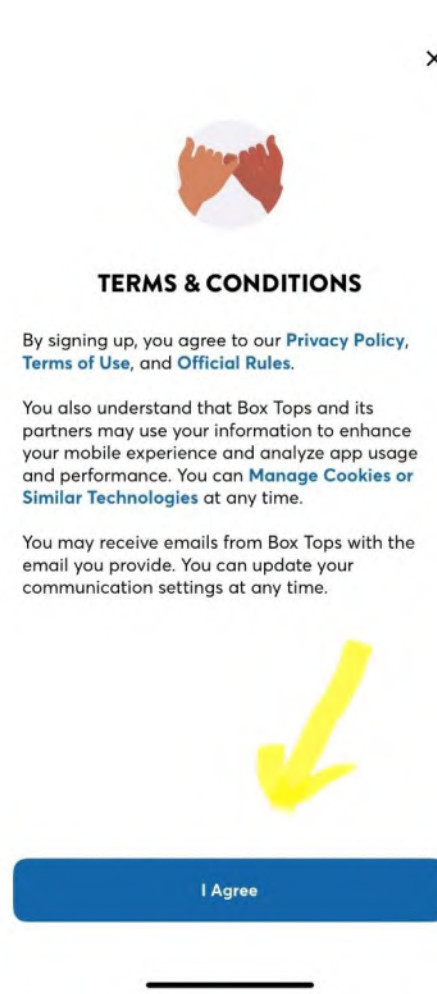 TERMS & CONDITIONS
By signing up, you agree to our Privacy Policy,
Terms of Use, and Official Rules.
You also understand that Box Tops and its
partners may use your information to enhance
your mobile experience and analyze app usage
and performance. You can Manage Cookies or
Similar Technologies at any time.
You may receive emails from Box Tops with the
email you provide. You can update your
communication settings at any time.
I Agree